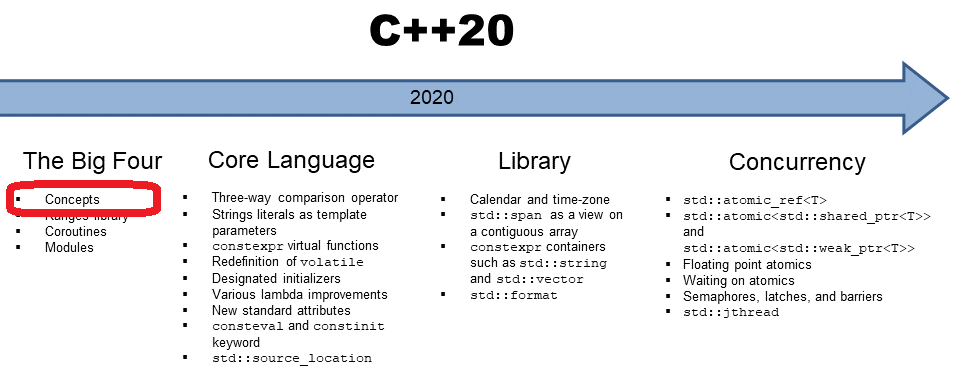 C++20
2020
The Big Four
▪ Concepts
▪ Ranges library
▪ Coroutines
▪ Modules
Core Language
▪ Three-way comparison operator
▪ Strings literals as template
parameters
▪ constexpr virtual functions
▪ Redefinition of volatile
▪ Designated initializers
▪ Various lambda improvements
▪ New standard attributes
▪ consteval and constinit
keyword
▪ std::source_location
Library
▪ Calendar and time-zone
▪ std::span as a view on
a contiguous array
▪ constexpr containers
such as std::string
and std::vector
▪ std::format
Concurrency
▪ std::atomic_ref<T>
▪ std::atomic<std::shared_ptr<T>>
and
std::atomic<std::weak_ptr<T>>
▪ Floating point atomics
▪ Waiting on atomics
▪ Semaphores, latches, and barriers
▪ std::jthread